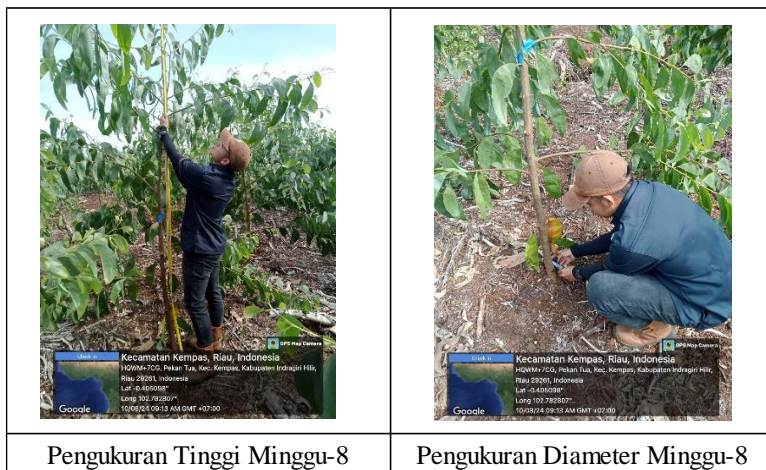 GPS Map Camera
Check In
Kecamatan Kempas, Riau, Indonesia
HQWM+7CG, Pekan Tua, Kec. Kempas, Kabupaten Indragiri Hilir,
Riau 29261, Indonesia
Lat -0.405098°
Long 102.782807°
10/08/24 09:13 AM GMT +07:00
Google
GPS Map Camera
Check In
Kecamatan Kempas, Riau, Indonesia
HQWM+7CG, Pekan Tua, Kec. Kempas, Kabupaten Indragiri Hilir,
Riau 29261, Indonesia
Lat -0.405098°
Long 102.782807°
10/08/24 09:13 AM GMT +07:00
Google
Pengukuran Tinggi Minggu-8
Pengukuran Diameter Minggu-8